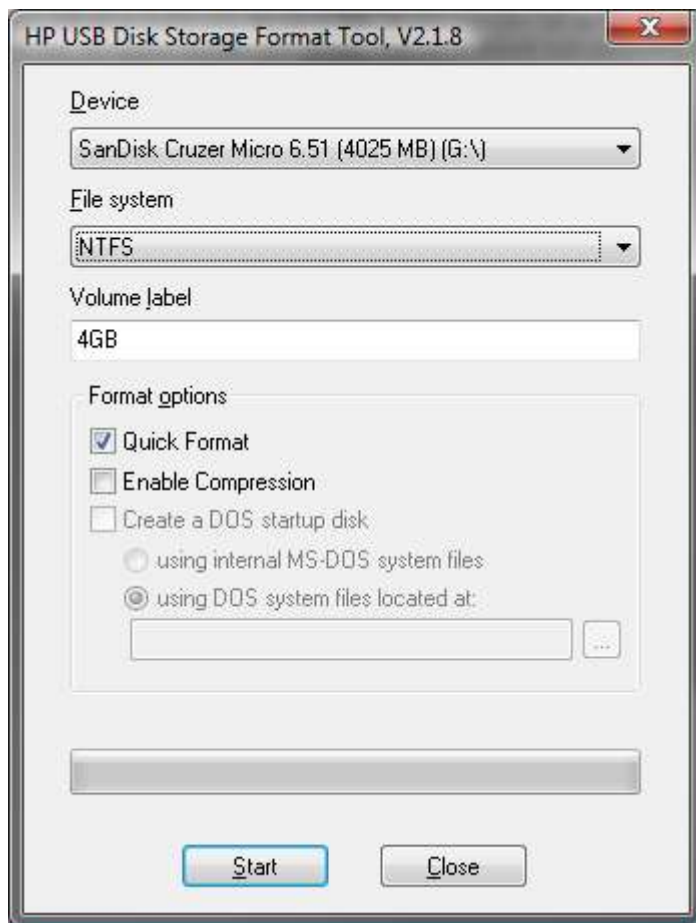 HP USB Disk Storage Format Tool, V2.1.8
Device
SanDisk Cruzer Micro 6.51 (4025 MB) (G:\)
File system
NTFS
Volume label
4GB
Format options
Quick Format
Enable Compression
Create a DOS startup disk
using internal MS-DOS system files
using DOS system files located at:
...
Start Close